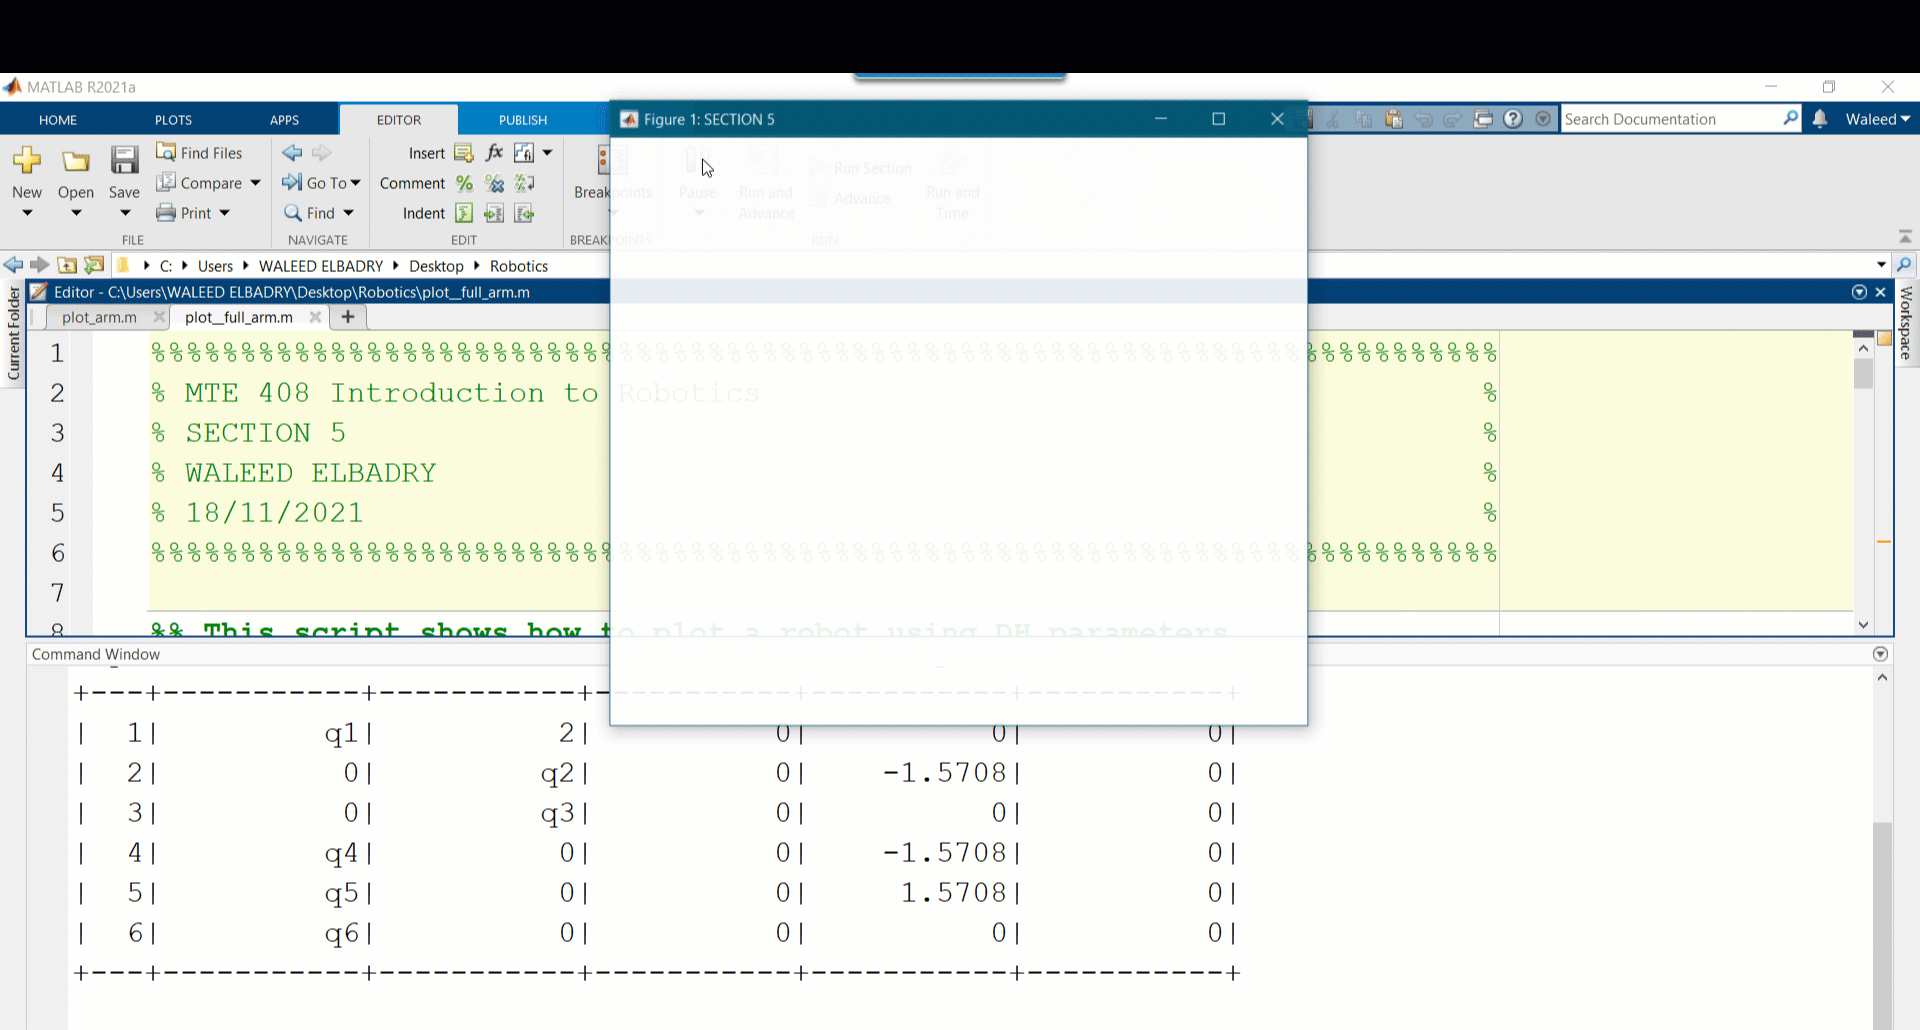 MATLAB R2021a
Figure 1: SECTION 5
HOME PLOTS APPS EDITOR PUBLISH
Search Documentation
Waleed
New Open Save
Find Files
Compare
Print
FILE
Go To
Find
NAVIGATE
Insert
Comment
Indent
fx
EDIT
Breakpoints
BREAKPOINTS
Pause
Run and Advance
Run Section
Advance
Run and Time
RUN
C: Users WALEED ELBADRY Desktop Robotics
Current Folder
Workspace
Editor - C:\Users\WALEED ELBADRY\Desktop\Robotics\plot__full_arm.m
plot_arm.m plot__full_arm.m +
1 %%%%%%%%%%%%%%%%%%%%%%%%%%%%%%%%%%%%%%%%%%%%%%%%%%%%%%%%%%%%%%%%%%%%%%%%%%%
2 % MTE 408 Introduction to Robotics %
3 % SECTION 5 %
4 % WALEED ELBADRY %
5 % 18/11/2021 %
6 %%%%%%%%%%%%%%%%%%%%%%%%%%%%%%%%%%%%%%%%%%%%%%%%%%%%%%%%%%%%%%%%%%%%%%%%%%%
7
8 %% This script shows how to plot a robot using DH parameters
Command Window
+---+-----------+-----------+-----------+-----------+-----------+
| 1| q1| 2| 0| 0| 0|
| 2| 0| q2| 0| -1.5708| 0|
| 3| 0| q3| 0| 0| 0|
| 4| q4| 0| 0| -1.5708| 0|
| 5| q5| 0| 0| 1.5708| 0|
| 6| q6| 0| 0| 0| 0|
+---+-----------+-----------+-----------+-----------+-----------+